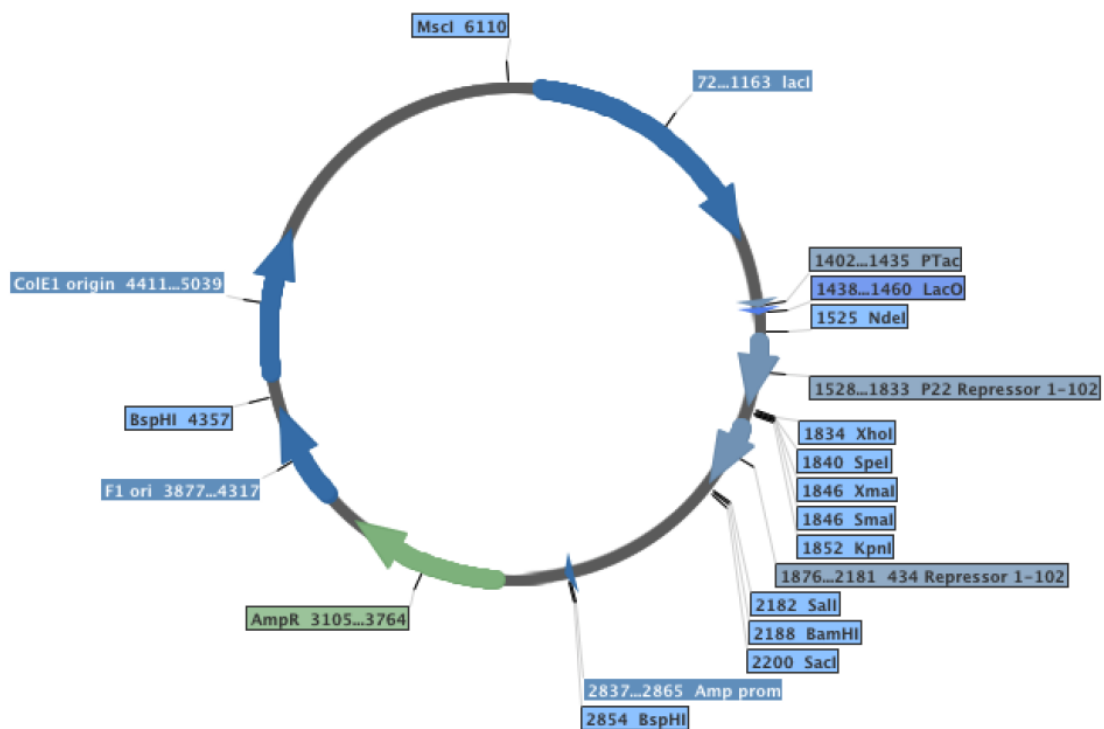 MscI 6110
72...1163 lacI
1402...1435 PTac
1438...1460 LacO
1525 NdeI
1528...1833 P22 Repressor 1-102
1834 XhoI
1840 SpeI
1846 XmaI
1846 SmaI
1852 KpnI
1876...2181 434 Repressor 1-102
2182 SalI
2188 BamHI
2200 SacI
2837...2865 Amp prom
2854 BspHI
AmpR 3105...3764
F1 ori 3877...4317
BspHI 4357
ColE1 origin 4411...5039